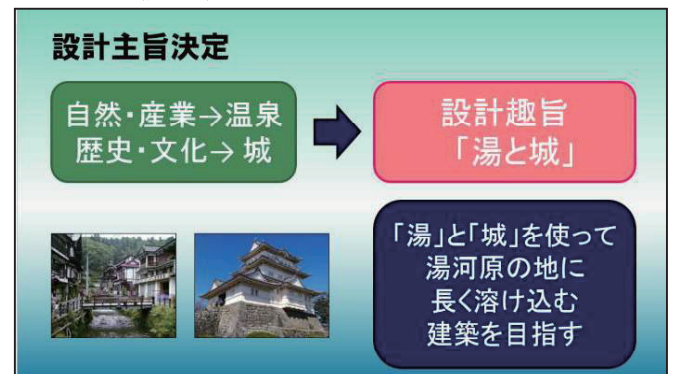 設計主旨決定
自然・産業→温泉
歴史・文化→ 城
設計趣旨
「湯と城」
「湯」と「城」を使って
湯河原の地に
長く溶け込む
建築を目指す